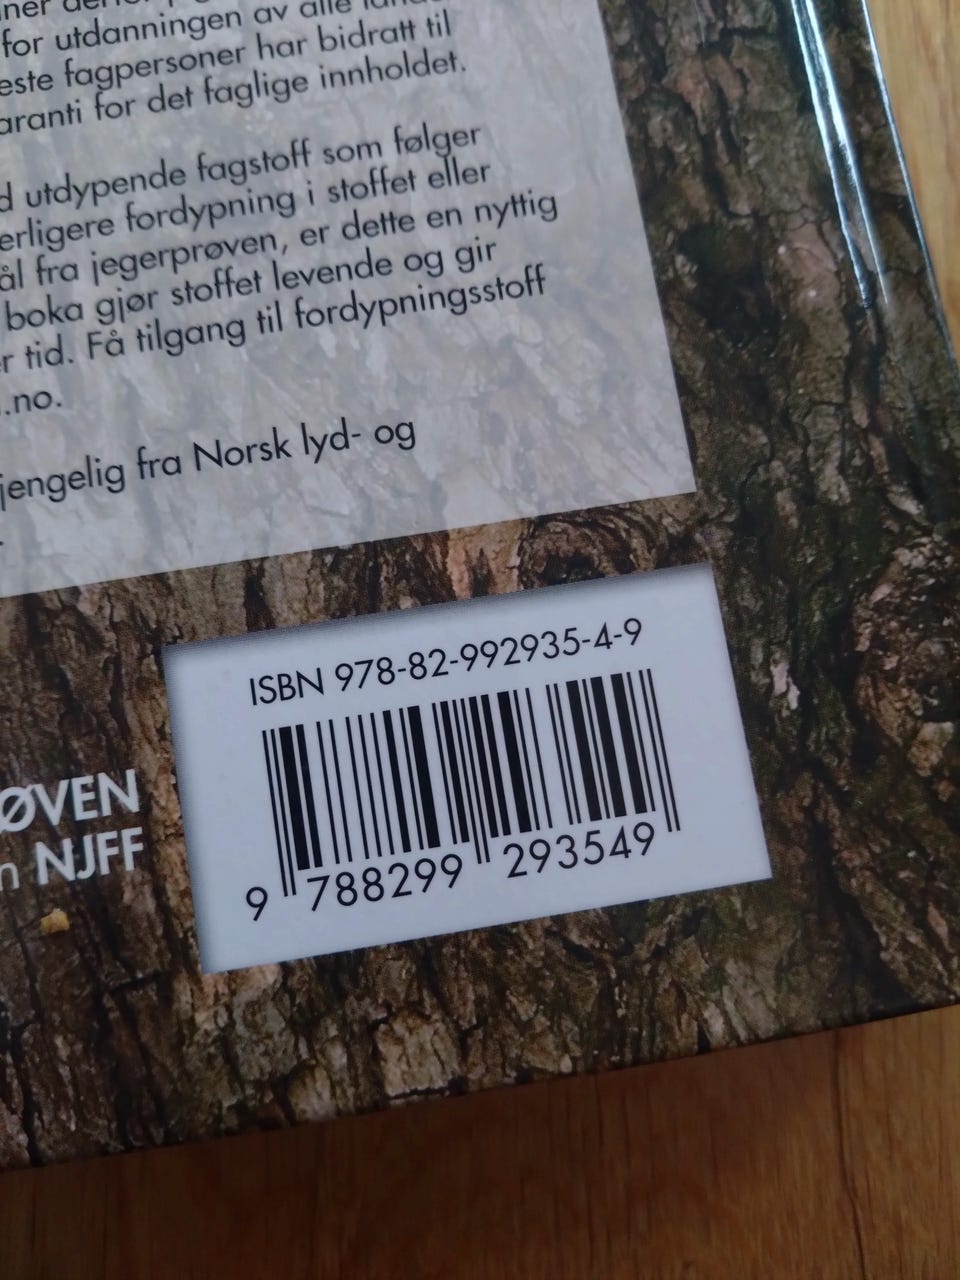 for utdanningen av alle
fagpersoner har bidratt til
for det faglige innholdet.
utdypende fagstoff som følger
fordypning i stoffet eller
fra jegerprøven, er dette en nyttig
boka gjør stoffet levende og gir
tid. Få tilgang til fordypningsstoff
.no.
fra Norsk lyd- og
ISBN 978-82-992935-4-9
9 788299 293549
ØVEN
NJFF